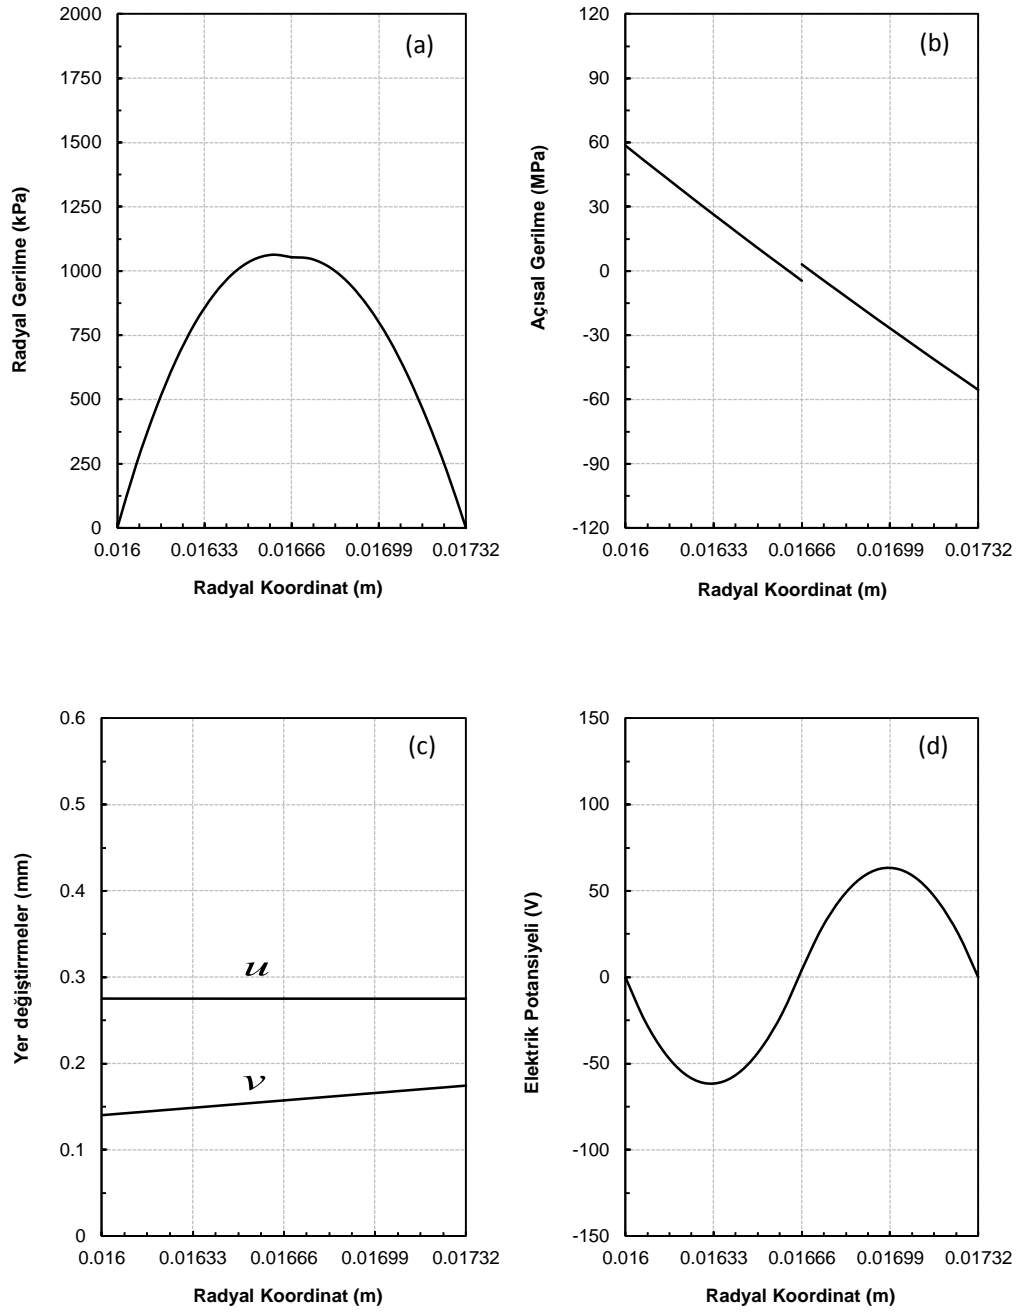 (a)
Radyal Gerilme (kPa)
2000
1750
1500
1250
1000
750
500
250
0
0.016 0.01633 0.01666 0.01699 0.01732
Radyal Koordinat (m)
(b)
Açısal Gerilme (MPa)
120
90
60
30
0
-30
-60
-90
-120
0.016 0.01633 0.01666 0.01699 0.01732
Radyal Koordinat (m)
(c)
Yer değiştirrmeler (mm)
0.6
0.5
0.4
0.3
0.2
0.1
0
u
v
0.016 0.01633 0.01666 0.01699 0.01732
Radyal Koordinat (m)
(d)
Elektrik Potansiyeli (V)
150
100
50
0
-50
-100
-150
0.016 0.01633 0.01666 0.01699 0.01732
Radyal Koordinat (m)